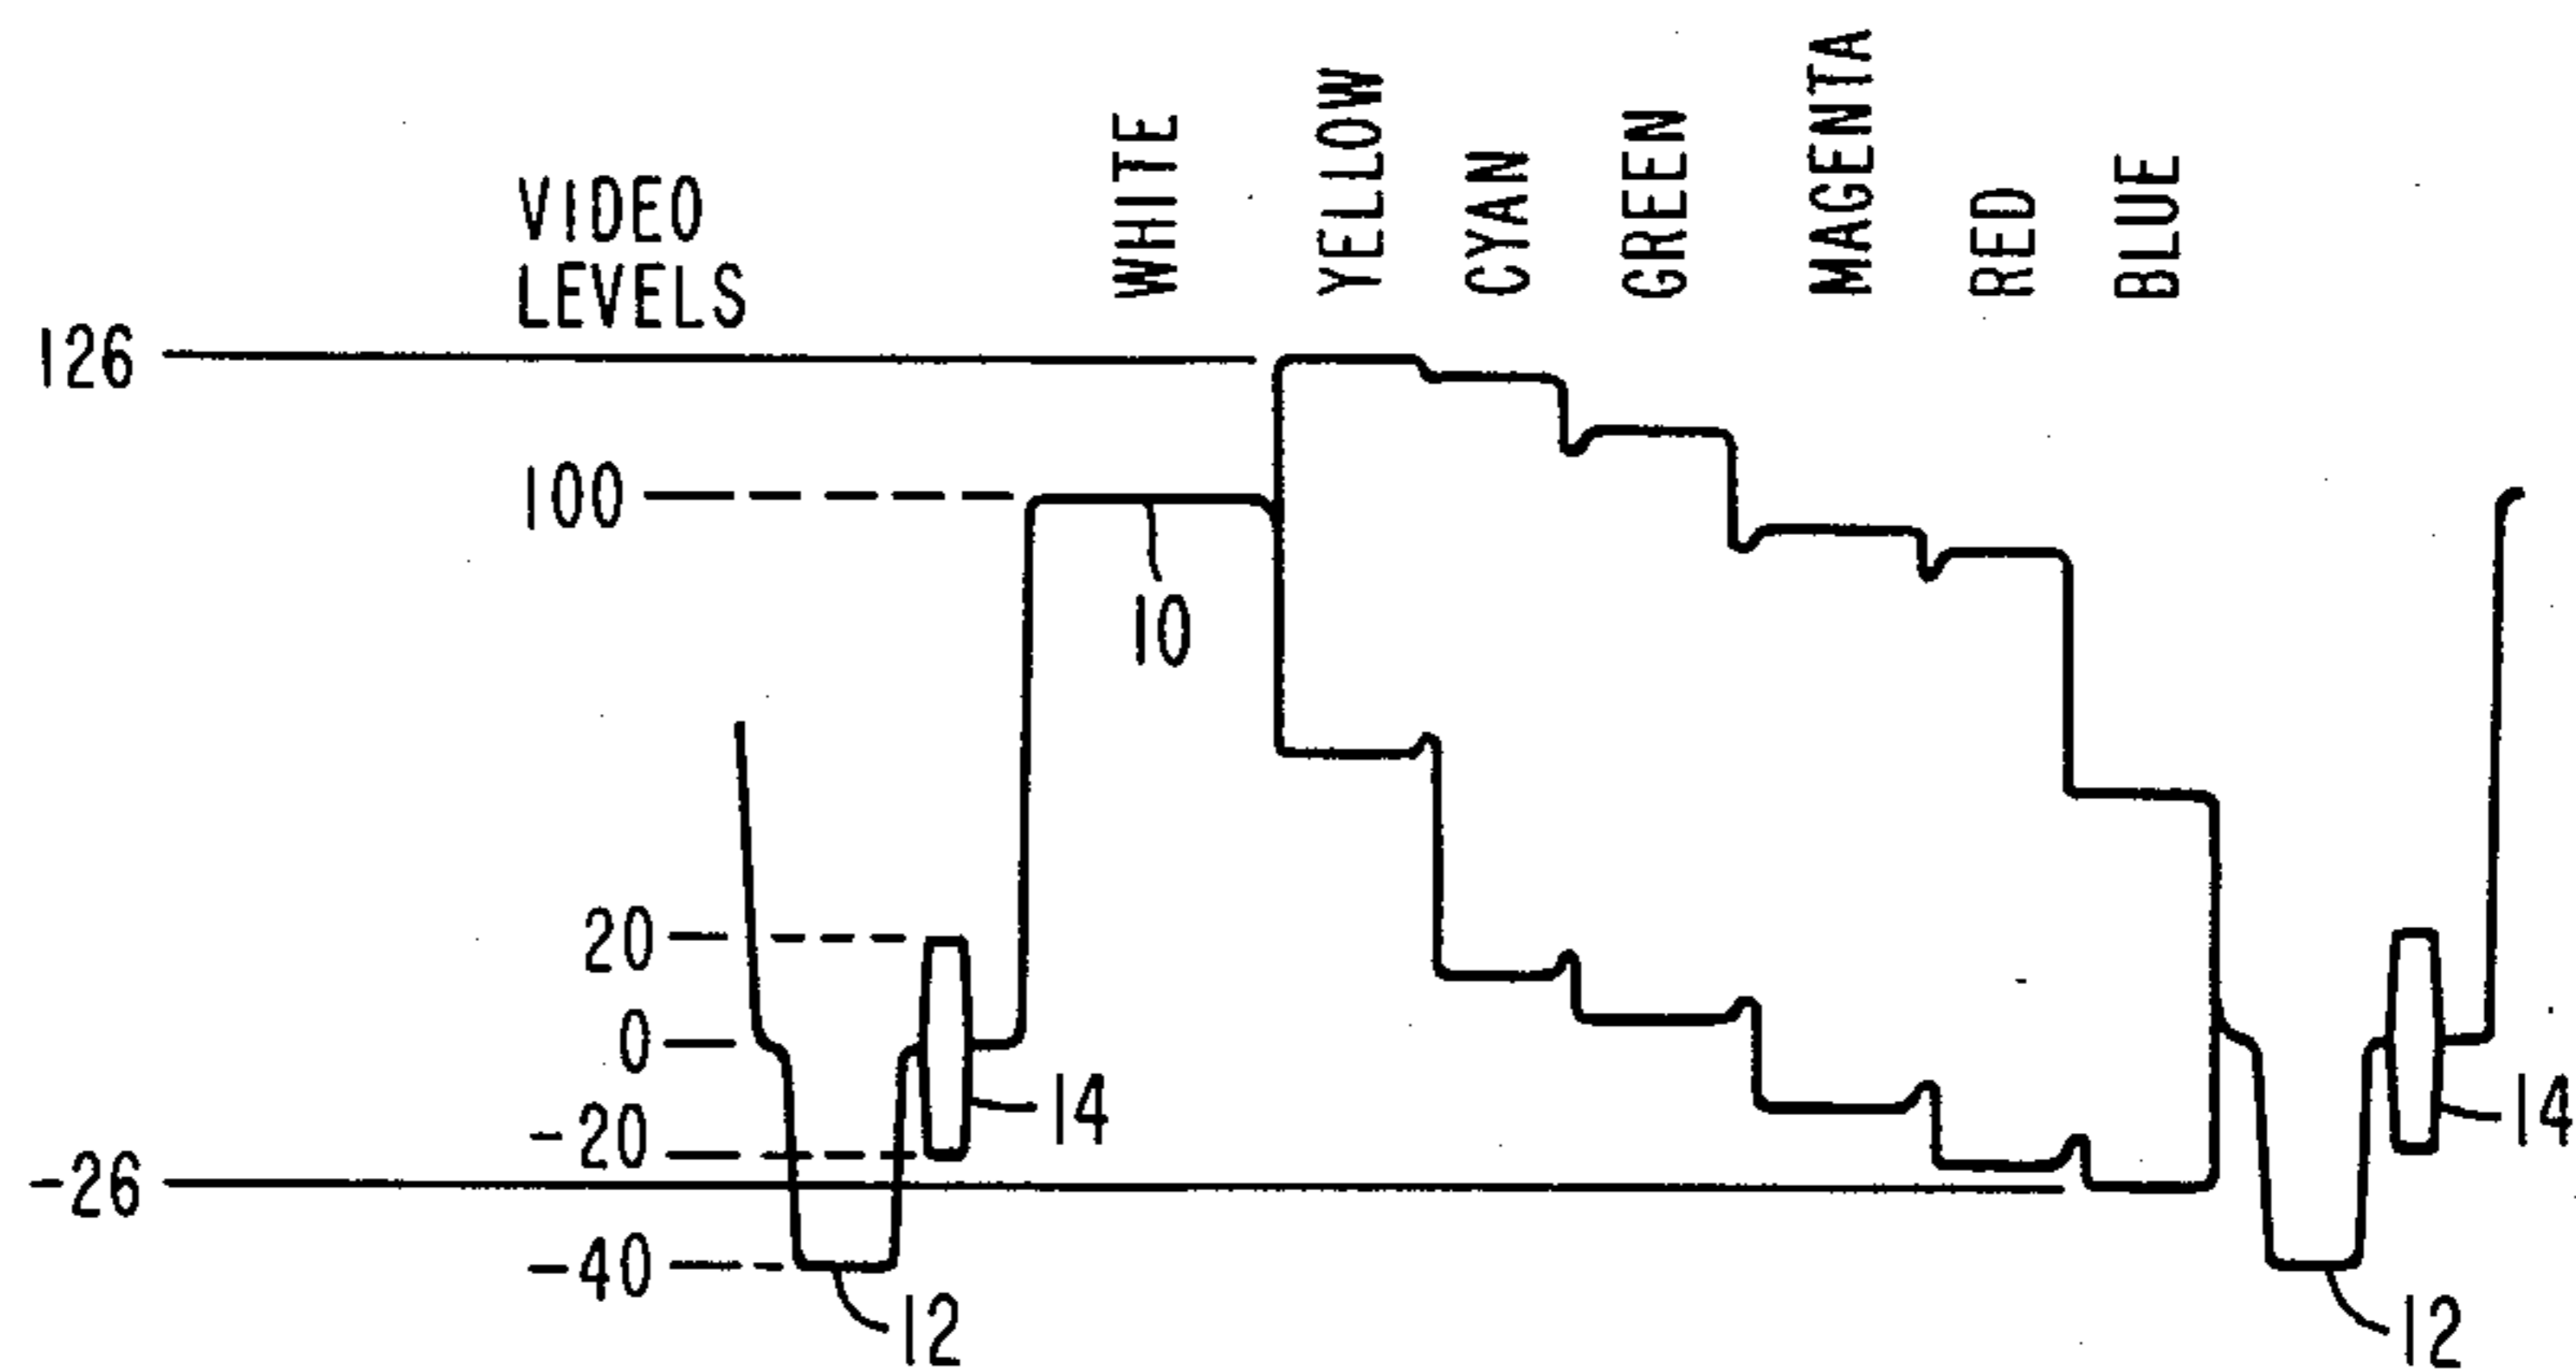 VIDEO
LEVELS
WHITE
YELLOW
CYAN
GREEN
MAGENTA
RED
BLUE
126
100
10
20
0
-20
-26
-40
14
14
12
12